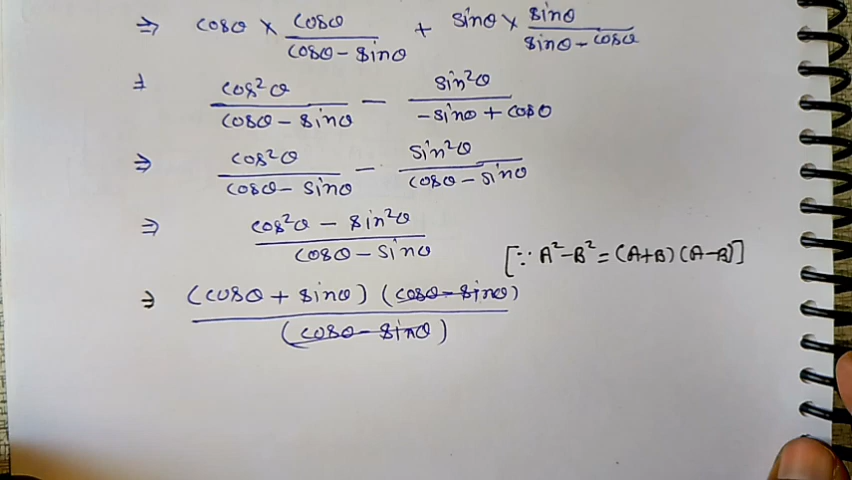 ⇒ cosθ × cosθ/(cosθ - sinθ) + sinθ × sinθ/(sinθ - cosθ)
⇒ cos²θ/(cosθ - sinθ) - sin²θ/(-sinθ + cosθ)
⇒ cos²θ/(cosθ - sinθ) - sin²θ/(cosθ - sinθ)
⇒ (cos²θ - sin²θ)/(cosθ - sinθ) [∵ A²-B² = (A+B)(A-B)]
⇒ (cosθ + sinθ) (cosθ - sinθ)/(cosθ - sinθ)